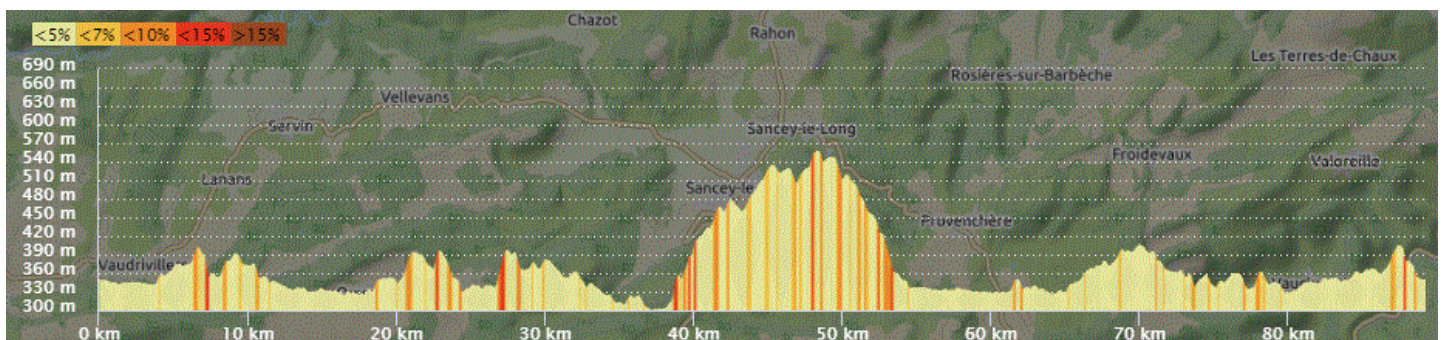 Chazot
Rahon
<5% <7% <10% <15% >15%
Les Terres-de-Chaux
690 m
660 m
Rosières-sur-Barbèche
630 m
Vellevans
600 m
Servin
Sancey-le-Long
570 m
540 m
Froidevaux
Valoreille
510 m
Lanans
480 m
Sancey-le
450 m
Provenchère
420 m
390 m
Vaudriville
360 m
330 m
300 m
0 km 10 km 20 km 30 km 40 km 50 km 60 km 70 km 80 km